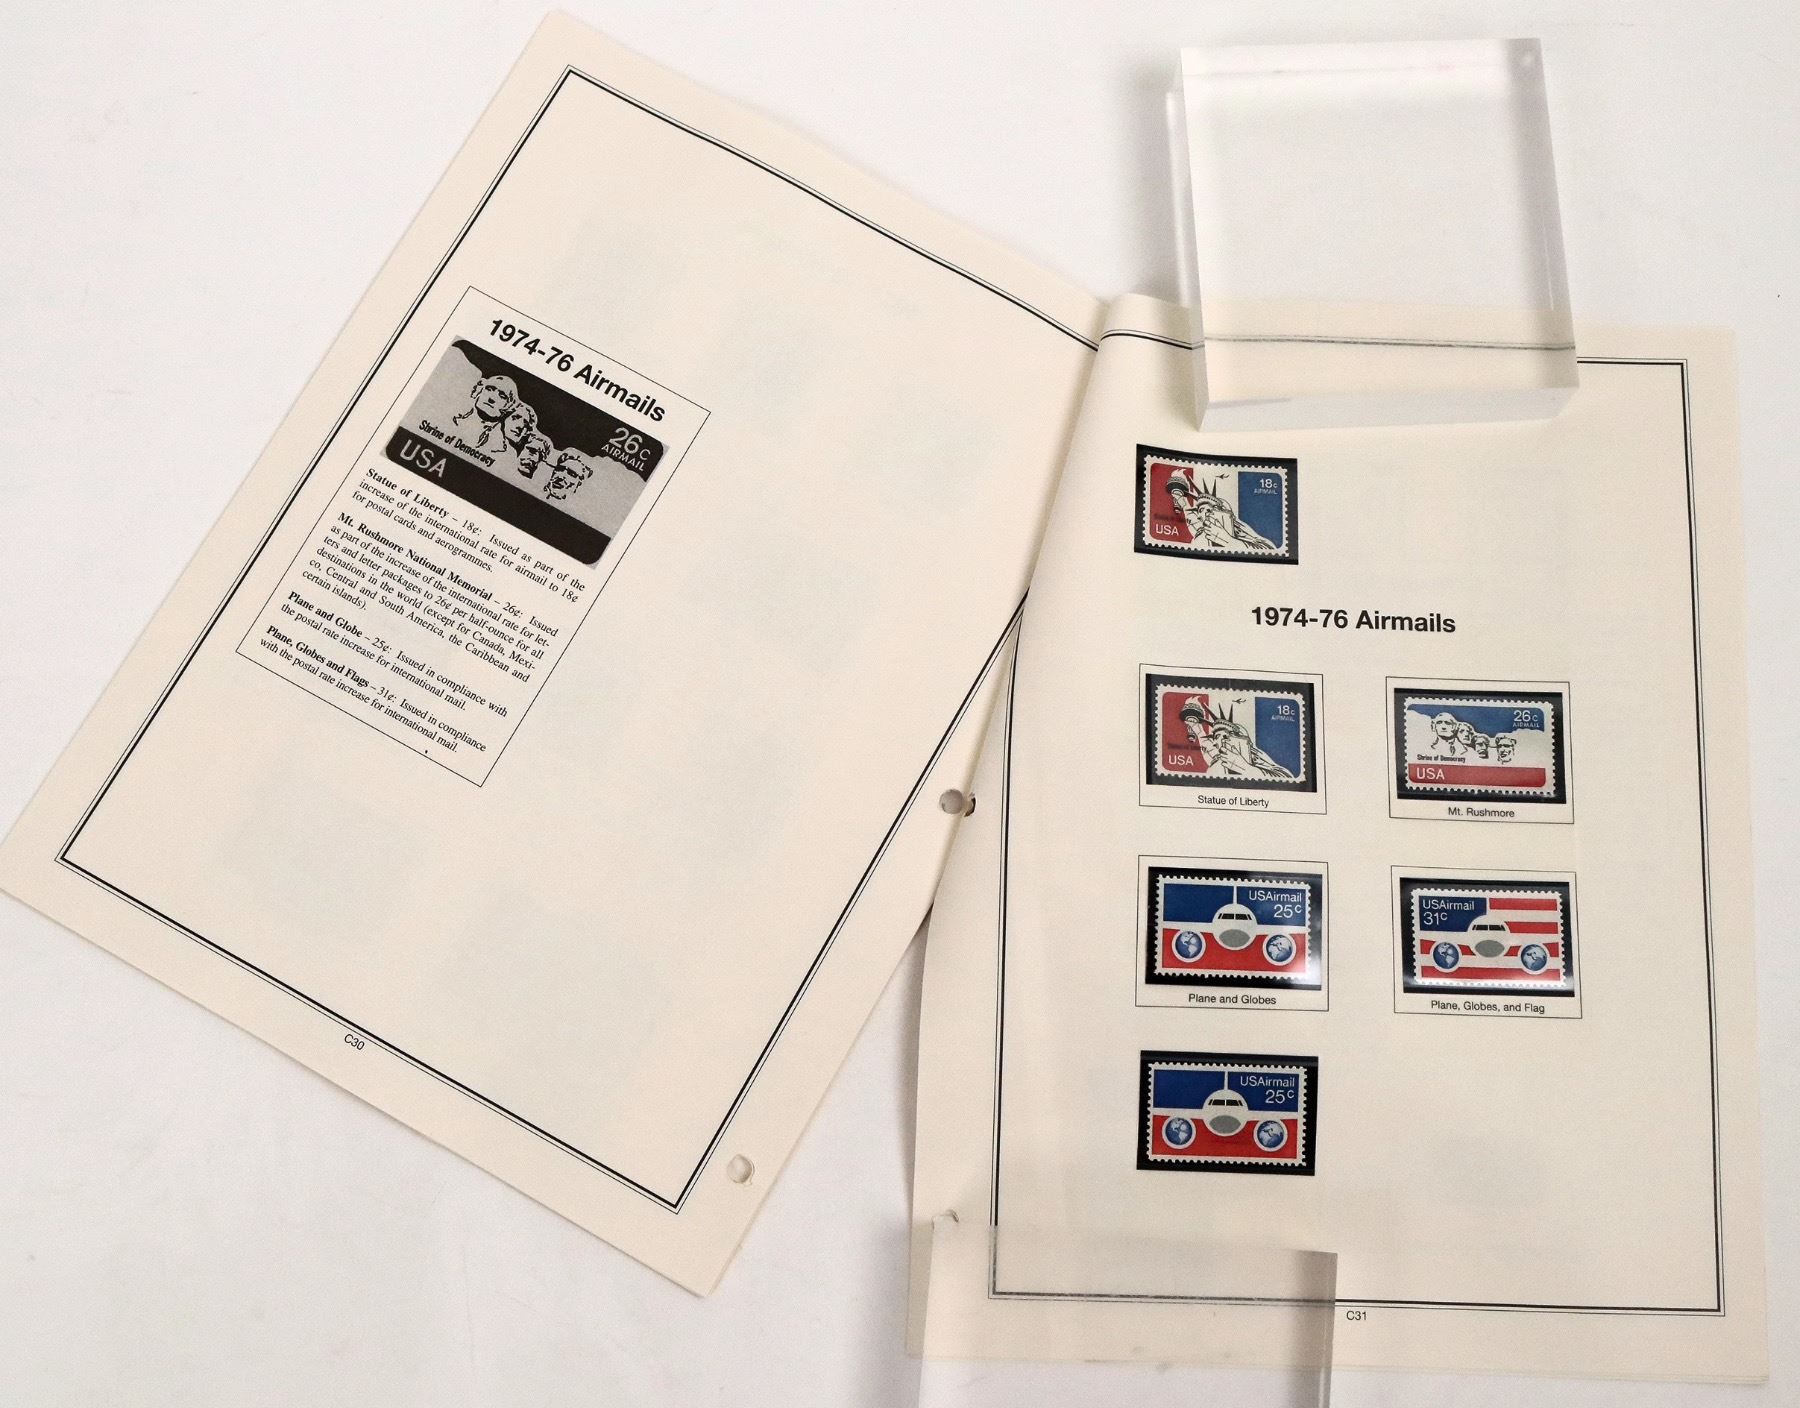 1974-76 Airmails
26c
AIRMAIL
Shrine of Democracy
USA
Statue of Liberty – 18¢: Issued as part of the
increase of the international rate for airmail to 18¢
for postal cards and aerogrammes.
Mt. Rushmore National Memorial – 26¢: Issued
as part of the increase of the international rate for let-
ters and letter packages to 26¢ per half-ounce for all
destinations in the world (except for Canada, Mexi-
co, Central and South America, the Caribbean and
certain islands).
Plane and Globe – 25¢: Issued in compliance with
the postal rate increase for international mail.
Plane, Globes and Flags – 31¢: Issued in compliance
with the postal rate increase for international mail.
C30
18c
AIRMAIL
USA
1974-76 Airmails
18c
AIRMAIL
USA
Statue of Liberty
26c
AIRMAIL
Shrine of Democracy
USA
Mt. Rushmore
USAirmail
25c
Plane and Globes
USAirmail
31c
Plane, Globes, and Flag
USAirmail
25c
C31